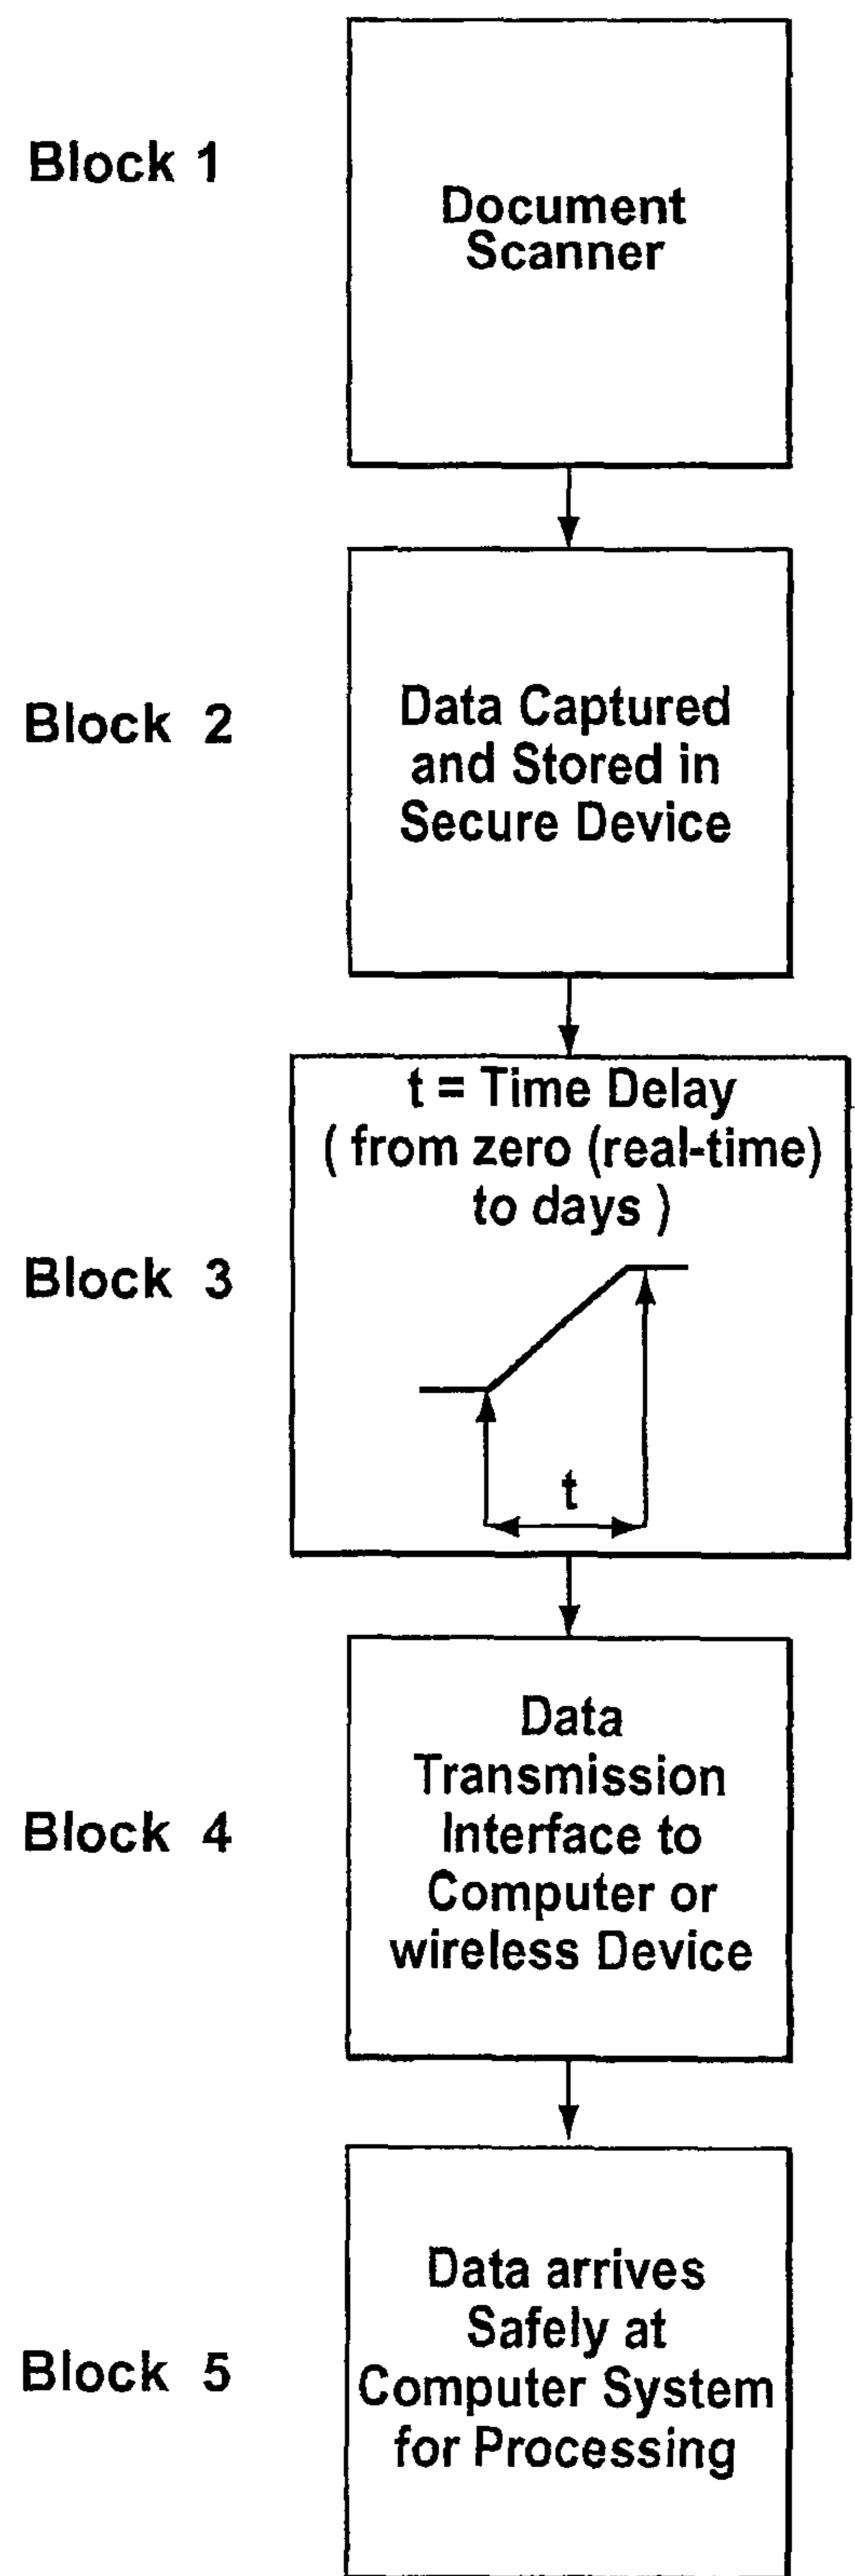 Block 1
Document
Scanner
Block 2
Data Captured
and Stored in
Secure Device
Block 3
t = Time Delay
( from zero (real-time)
to days )
t
Block 4
Data
Transmission
Interface to
Computer or
wireless Device
Block 5
Data arrives
Safely at
Computer System
for Processing